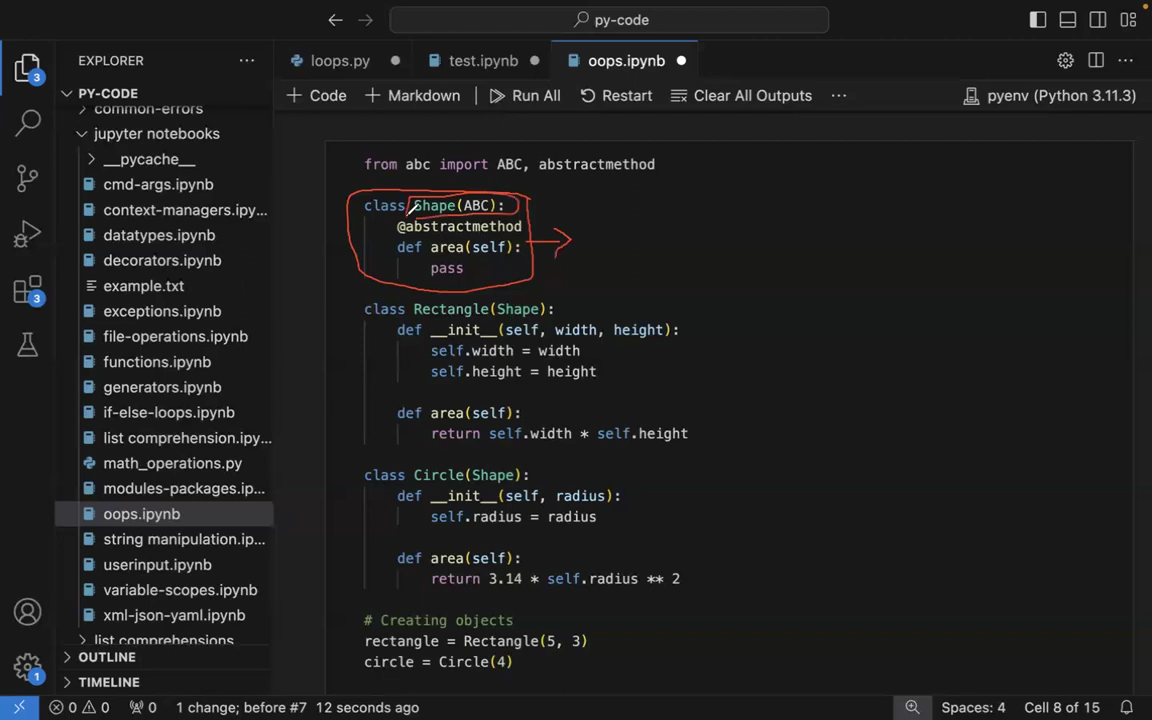 py-code
EXPLORER
loops.py
test.ipynb
oops.ipynb
PY-CODE
Code
Markdown
Run All
Restart
Clear All Outputs
pyenv (Python 3.11.3)
3
common-errors
jupyter notebooks
__pycache__
cmd-args.ipynb
context-managers.ipy...
datatypes.ipynb
decorators.ipynb
example.txt
exceptions.ipynb
file-operations.ipynb
functions.ipynb
generators.ipynb
if-else-loops.ipynb
list comprehension.ipy...
math_operations.py
modules-packages.ip...
oops.ipynb
string manipulation.ip...
userinput.ipynb
variable-scopes.ipynb
xml-json-yaml.ipynb
list comprehensions
OUTLINE
TIMELINE
3
1
from abc import ABC, abstractmethod
class Shape(ABC):
@abstractmethod
def area(self):
pass
class Rectangle(Shape):
def __init__(self, width, height):
self.width = width
self.height = height
def area(self):
return self.width * self.height
class Circle(Shape):
def __init__(self, radius):
self.radius = radius
def area(self):
return 3.14 * self.radius ** 2
# Creating objects
rectangle = Rectangle(5, 3)
circle = Circle(4)
0 0 0 1 change; before #7 12 seconds ago
Spaces: 4 Cell 8 of 15